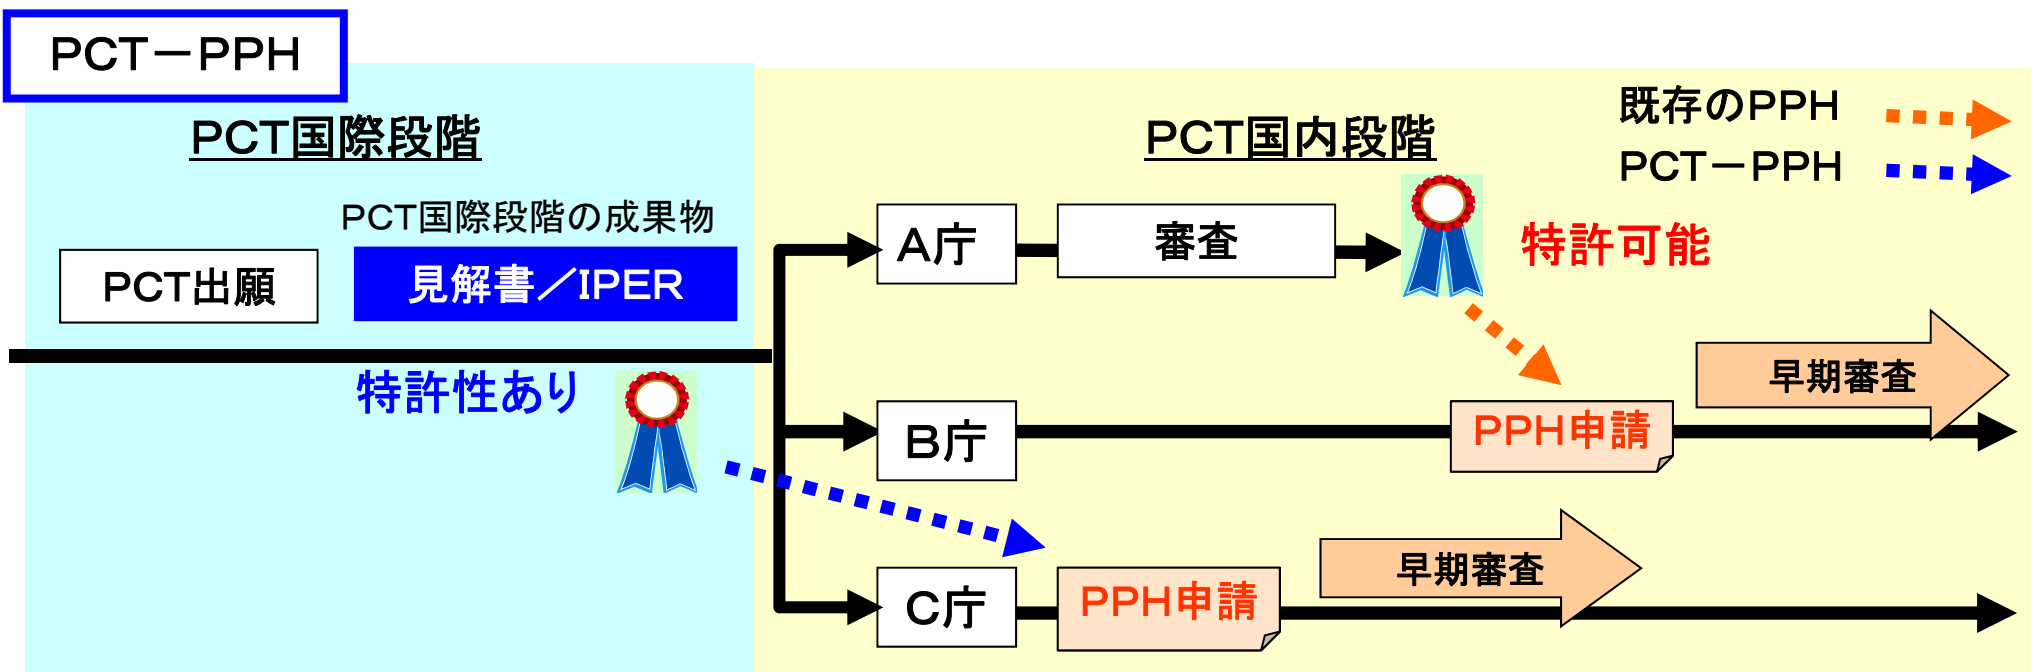 PCT－PPH
PCT国際段階
PCT国際段階の成果物
PCT出願
見解書／IPER
特許性あり
PCT国内段階
既存のPPH
PCT－PPH
A庁
審査
特許可能
B庁
PPH申請
早期審査
C庁
PPH申請
早期審査